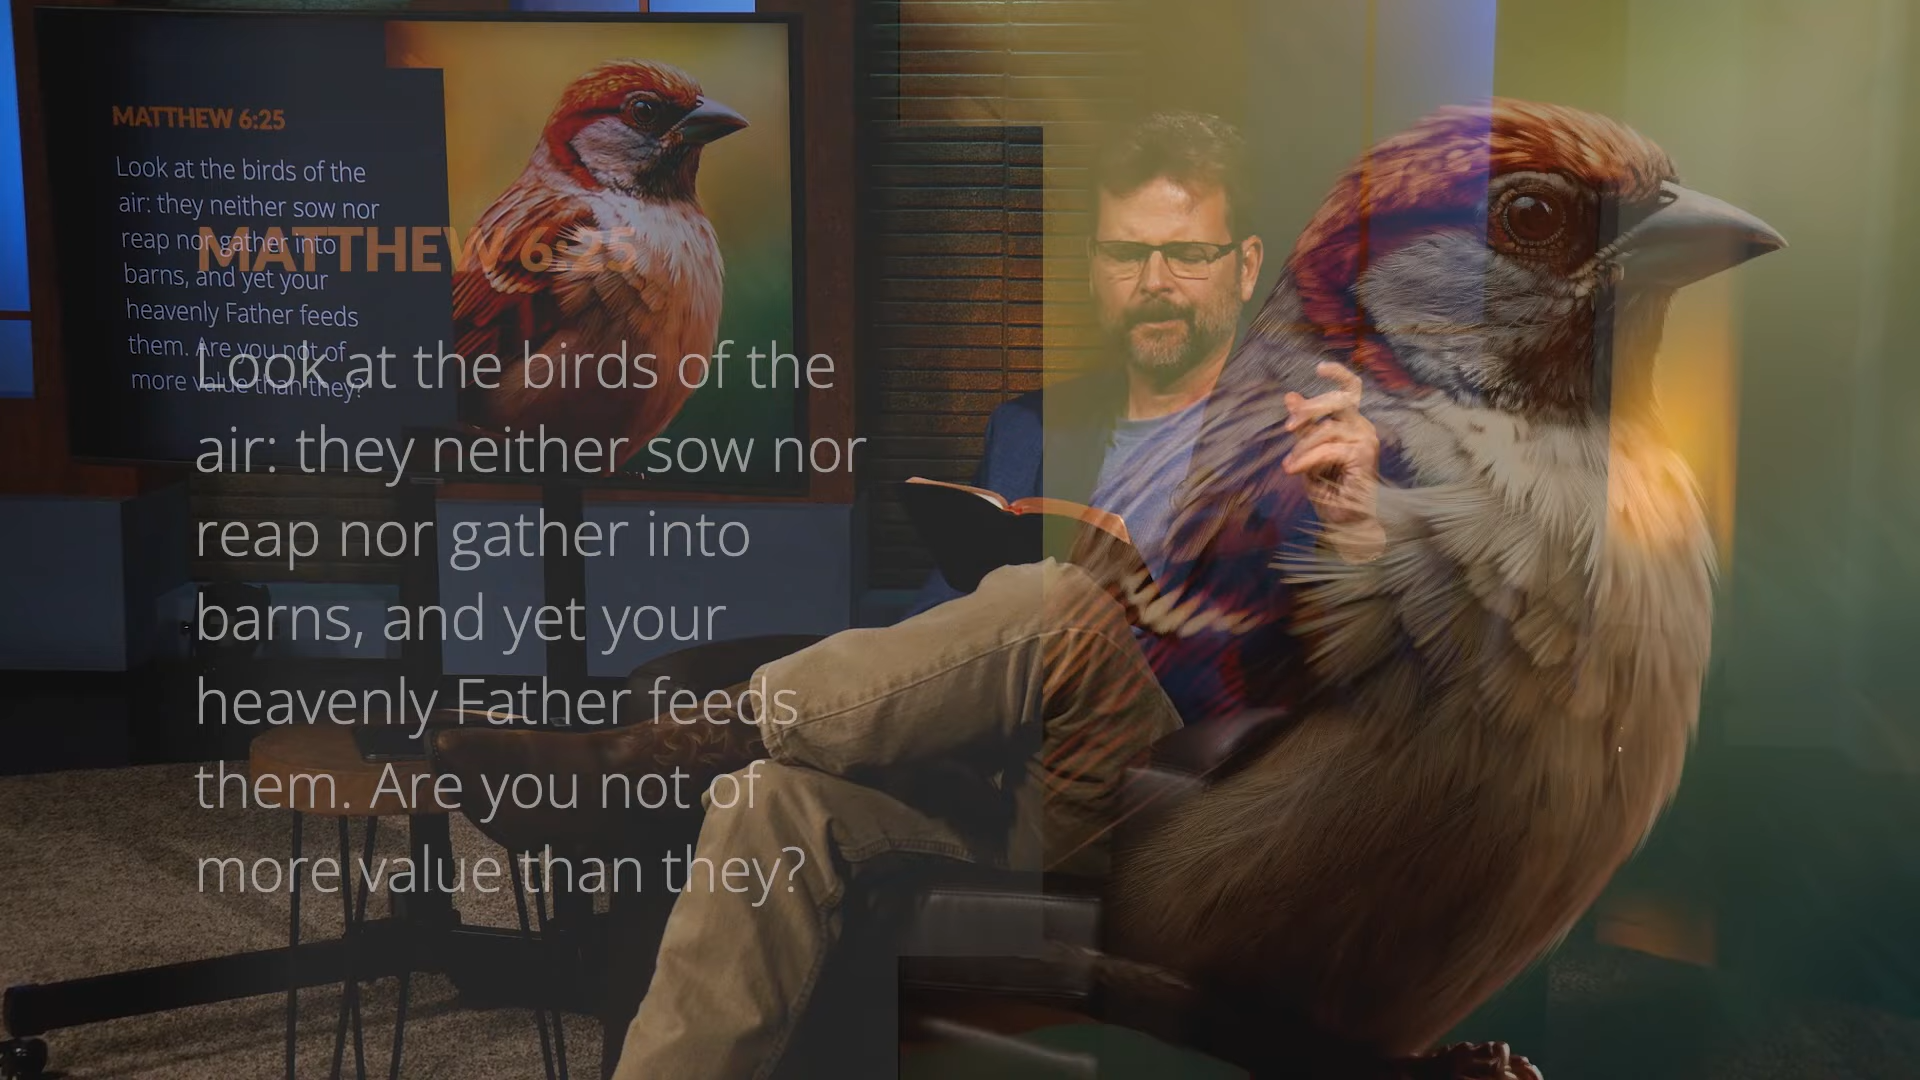 MATTHEW 6:25
Look at the birds of the
air: they neither sow nor
reap nor gather into
barns, and yet your
heavenly Father feeds
them. Are you not of
more value than they?
MATTHEW 6:25
Look at the birds of the
air: they neither sow nor
reap nor gather into
barns, and yet your
heavenly Father feeds
them. Are you not of
more value than they?